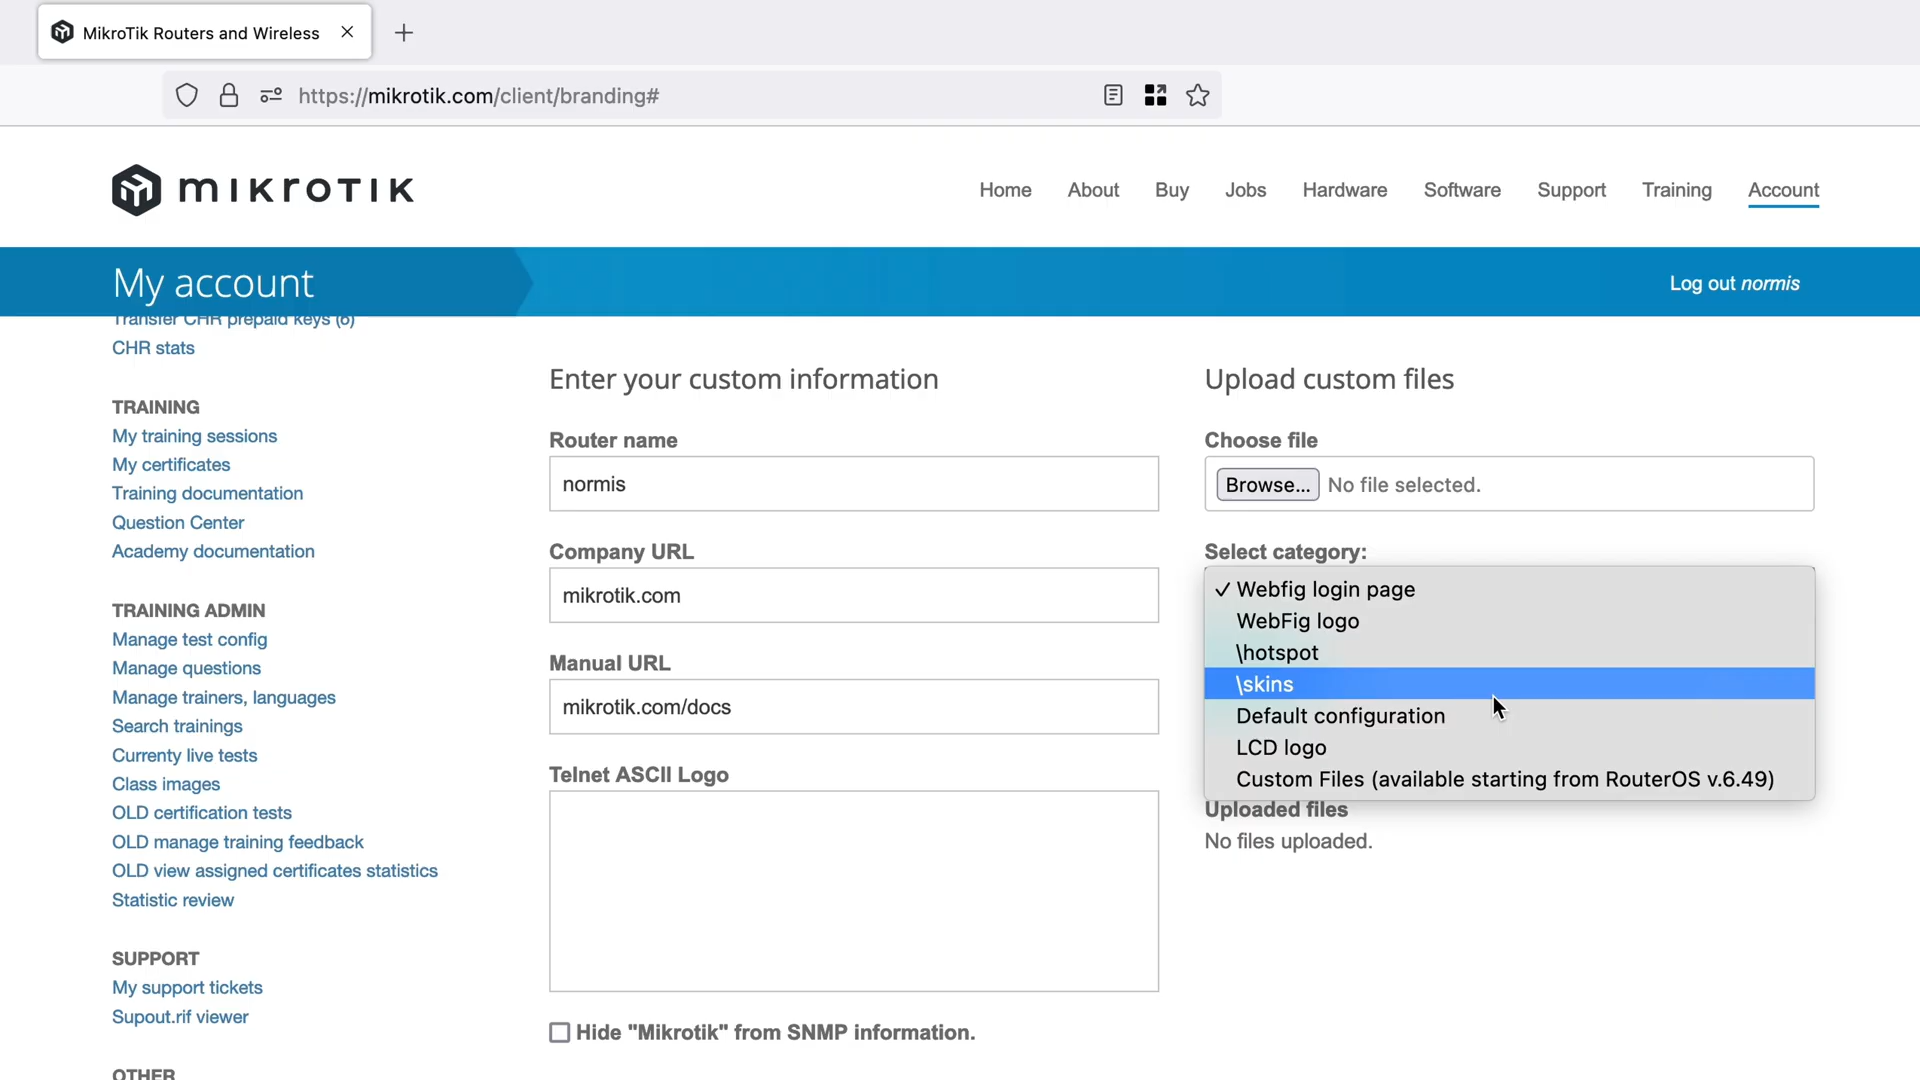 MikroTik Routers and Wireless
https://mikrotik.com/client/branding#
mikrotik
Home About Buy Jobs Hardware Software Support Training Account
My account
Log out normis
Transfer CHR prepaid keys (6)
CHR stats
TRAINING
My training sessions
My certificates
Training documentation
Question Center
Academy documentation
TRAINING ADMIN
Manage test config
Manage questions
Manage trainers, languages
Search trainings
Currenty live tests
Class images
OLD certification tests
OLD manage training feedback
OLD view assigned certificates statistics
Statistic review
SUPPORT
My support tickets
Supout.rif viewer
OTHER
Enter your custom information
Router name
normis
Company URL
mikrotik.com
Manual URL
mikrotik.com/docs
Telnet ASCII Logo
Hide "Mikrotik" from SNMP information.
Upload custom files
Choose file
Browse... No file selected.
Select category:
✓ Webfig login page
WebFig logo
\hotspot
\skins
Default configuration
LCD logo
Custom Files (available starting from RouterOS v.6.49)
Uploaded files
No files uploaded.